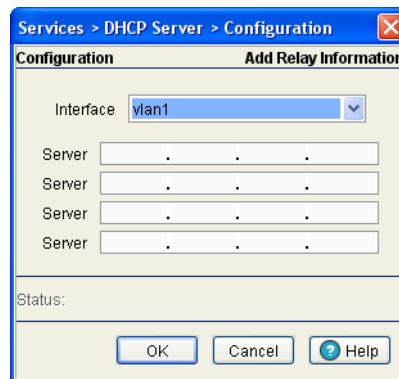 Services > DHCP Server > Configuration
Configuration Add Relay Information
Interface vlan1
Server . . .
Server . . .
Server . . .
Server . . .
Status:
OK Cancel ? Help